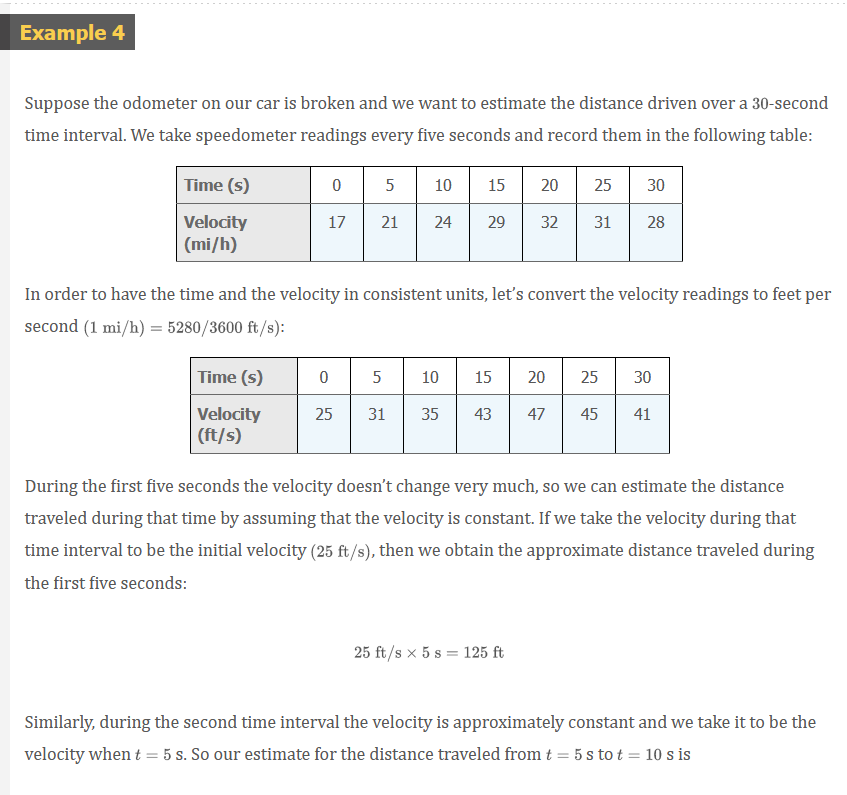 Example 4
Suppose the odometer on our car is broken and we want to estimate the distance driven over a 30-second
time interval. We take speedometer readings every five seconds and record them in the following table:
Time (s) 0 5 10 15 20 25 30
Velocity (mi/h) 17 21 24 29 32 31 28
In order to have the time and the velocity in consistent units, let’s convert the velocity readings to feet per
second (1 mi/h) = 5280/3600 ft/s):
Time (s) 0 5 10 15 20 25 30
Velocity (ft/s) 25 31 35 43 47 45 41
During the first five seconds the velocity doesn’t change very much, so we can estimate the distance
traveled during that time by assuming that the velocity is constant. If we take the velocity during that
time interval to be the initial velocity (25 ft/s), then we obtain the approximate distance traveled during
the first five seconds:
25 ft/s × 5 s = 125 ft
Similarly, during the second time interval the velocity is approximately constant and we take it to be the
velocity when t = 5 s. So our estimate for the distance traveled from t = 5 s to t = 10 s is